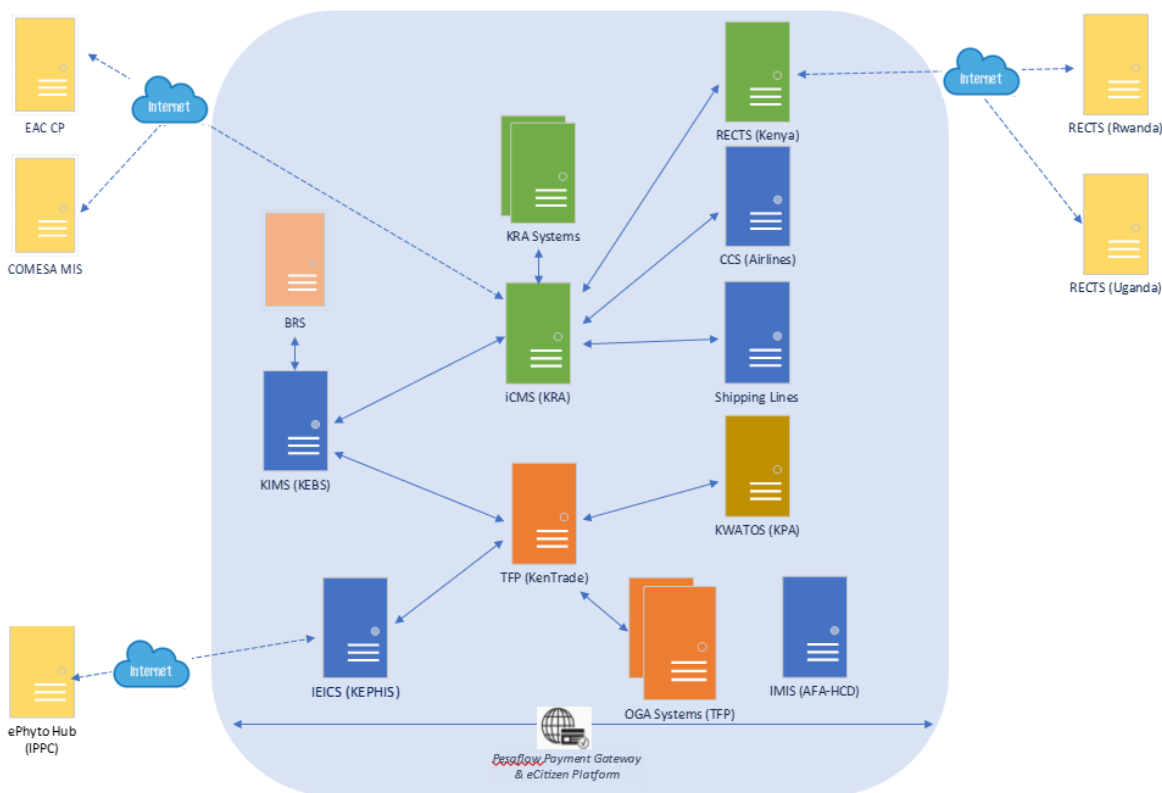 Internet
EAC CP
COMESA MIS
BRS
KRA Systems
RECTS (Kenya)
Internet
RECTS (Rwanda)
RECTS (Uganda)
CCS (Airlines)
iCMS (KRA)
Shipping Lines
KIMS (KEBS)
KWATOS (KPA)
TFP (KenTrade)
Internet
IEICS (KEPHIS)
OGA Systems (TFP)
IMIS (AFA-HCD)
ePhyto Hub
(IPPC)
Pesaflow Payment Gateway
& eCitizen Platform